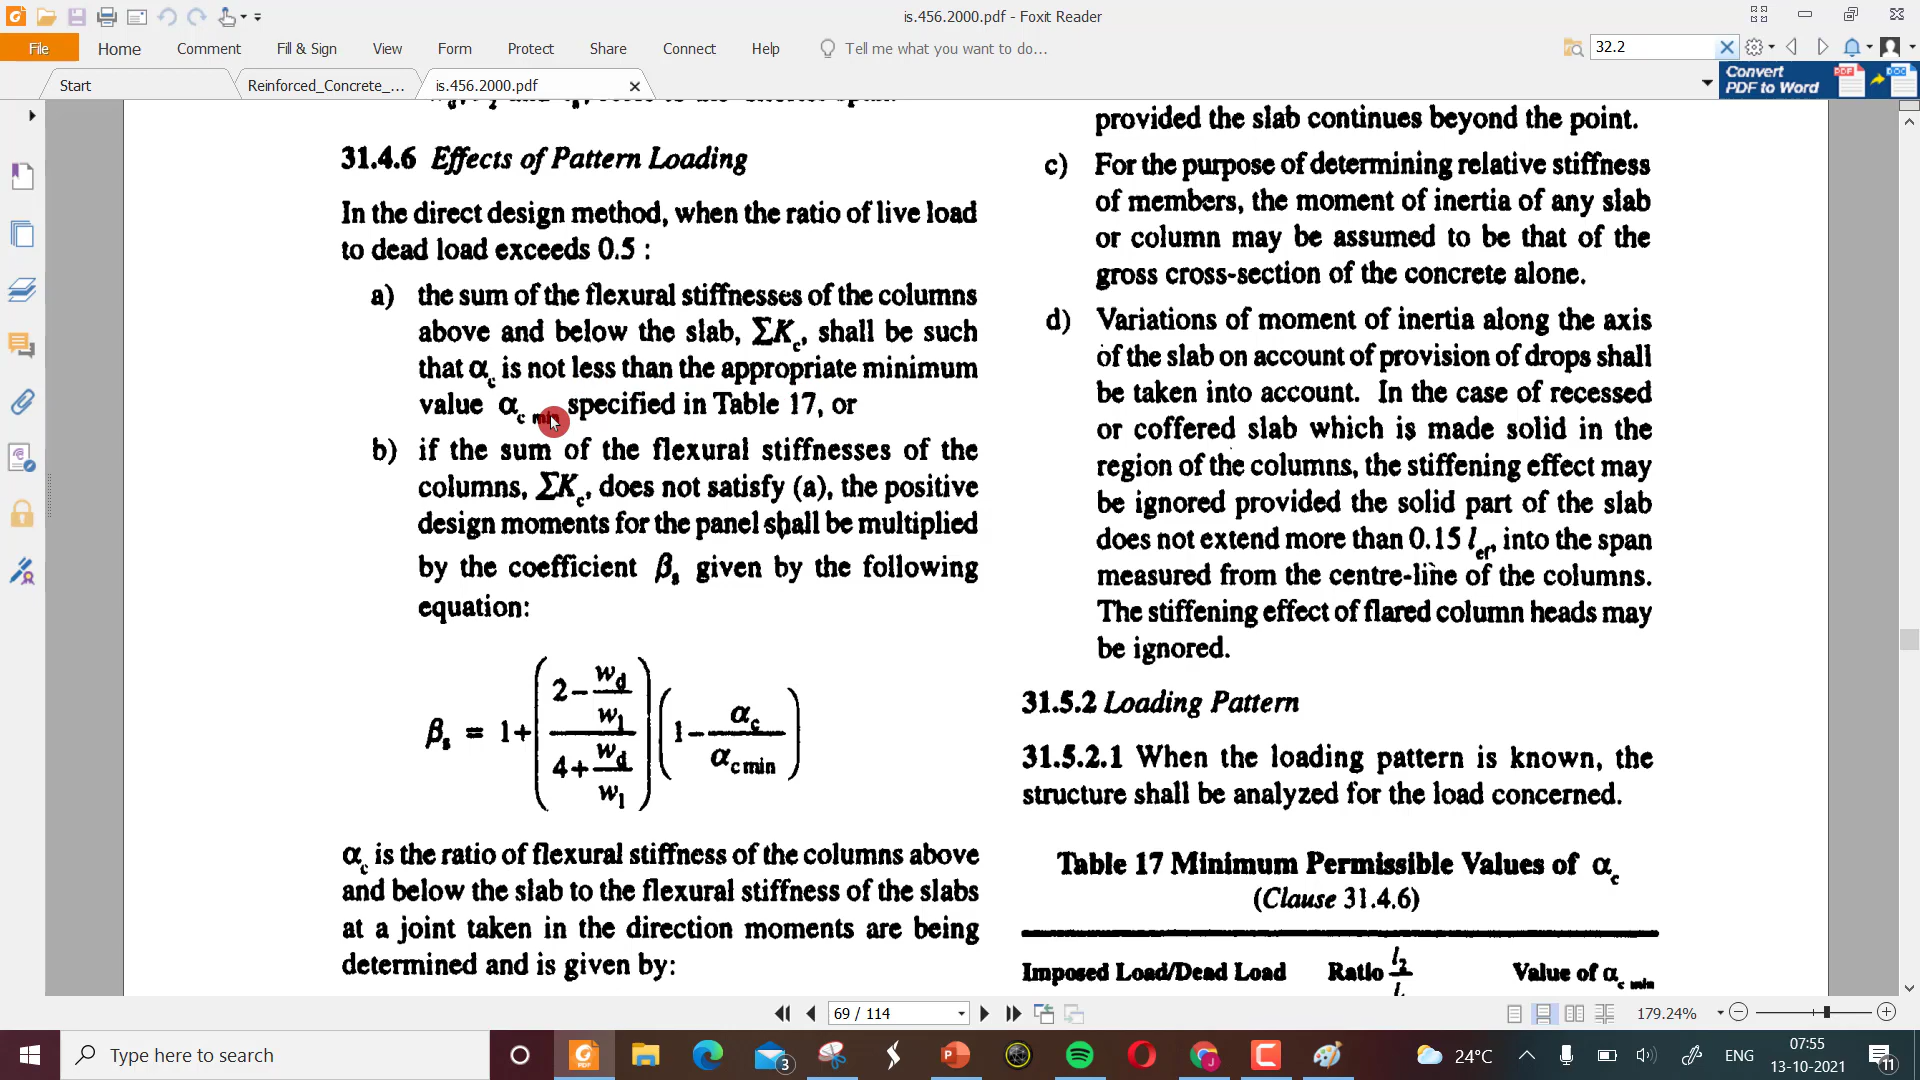 is.456.2000.pdf - Foxit Reader
File Home Comment Fill & Sign View Form Protect Share Connect Help Tell me what you want to do... 32.2
Start Reinforced_Concrete_... is.456.2000.pdf
Convert
PDF to Word
31.4.6 Effects of Pattern Loading
In the direct design method, when the ratio of live load
to dead load exceeds 0.5 :
a) the sum of the flexural stiffnesses of the columns
above and below the slab, ΣKc, shall be such
that αc is not less than the appropriate minimum
value αc min specified in Table 17, or
b) if the sum of the flexural stiffnesses of the
columns, ΣKc, does not satisfy (a), the positive
design moments for the panel shall be multiplied
by the coefficient βs given by the following
equation:
βs = 1+((2-wd/wl)/(4+wd/wl))(1-αc/αc min)
αc is the ratio of flexural stiffness of the columns above
and below the slab to the flexural stiffness of the slabs
at a joint taken in the direction moments are being
determined and is given by:
provided the slab continues beyond the point.
c) For the purpose of determining relative stiffness
of members, the moment of inertia of any slab
or column may be assumed to be that of the
gross cross-section of the concrete alone.
d) Variations of moment of inertia along the axis
of the slab on account of provision of drops shall
be taken into account. In the case of recessed
or coffered slab which is made solid in the
region of the columns, the stiffening effect may
be ignored provided the solid part of the slab
does not extend more than 0.15 lef, into the span
measured from the centre-line of the columns.
The stiffening effect of flared column heads may
be ignored.
31.5.2 Loading Pattern
31.5.2.1 When the loading pattern is known, the
structure shall be analyzed for the load concerned.
Table 17 Minimum Permissible Values of αc
(Clause 31.4.6)
Imposed Load/Dead Load Ratio l2/l Value of αc min
69 / 114 179.24%
Type here to search 3 24°C ENG 07:55
13-10-2021 11